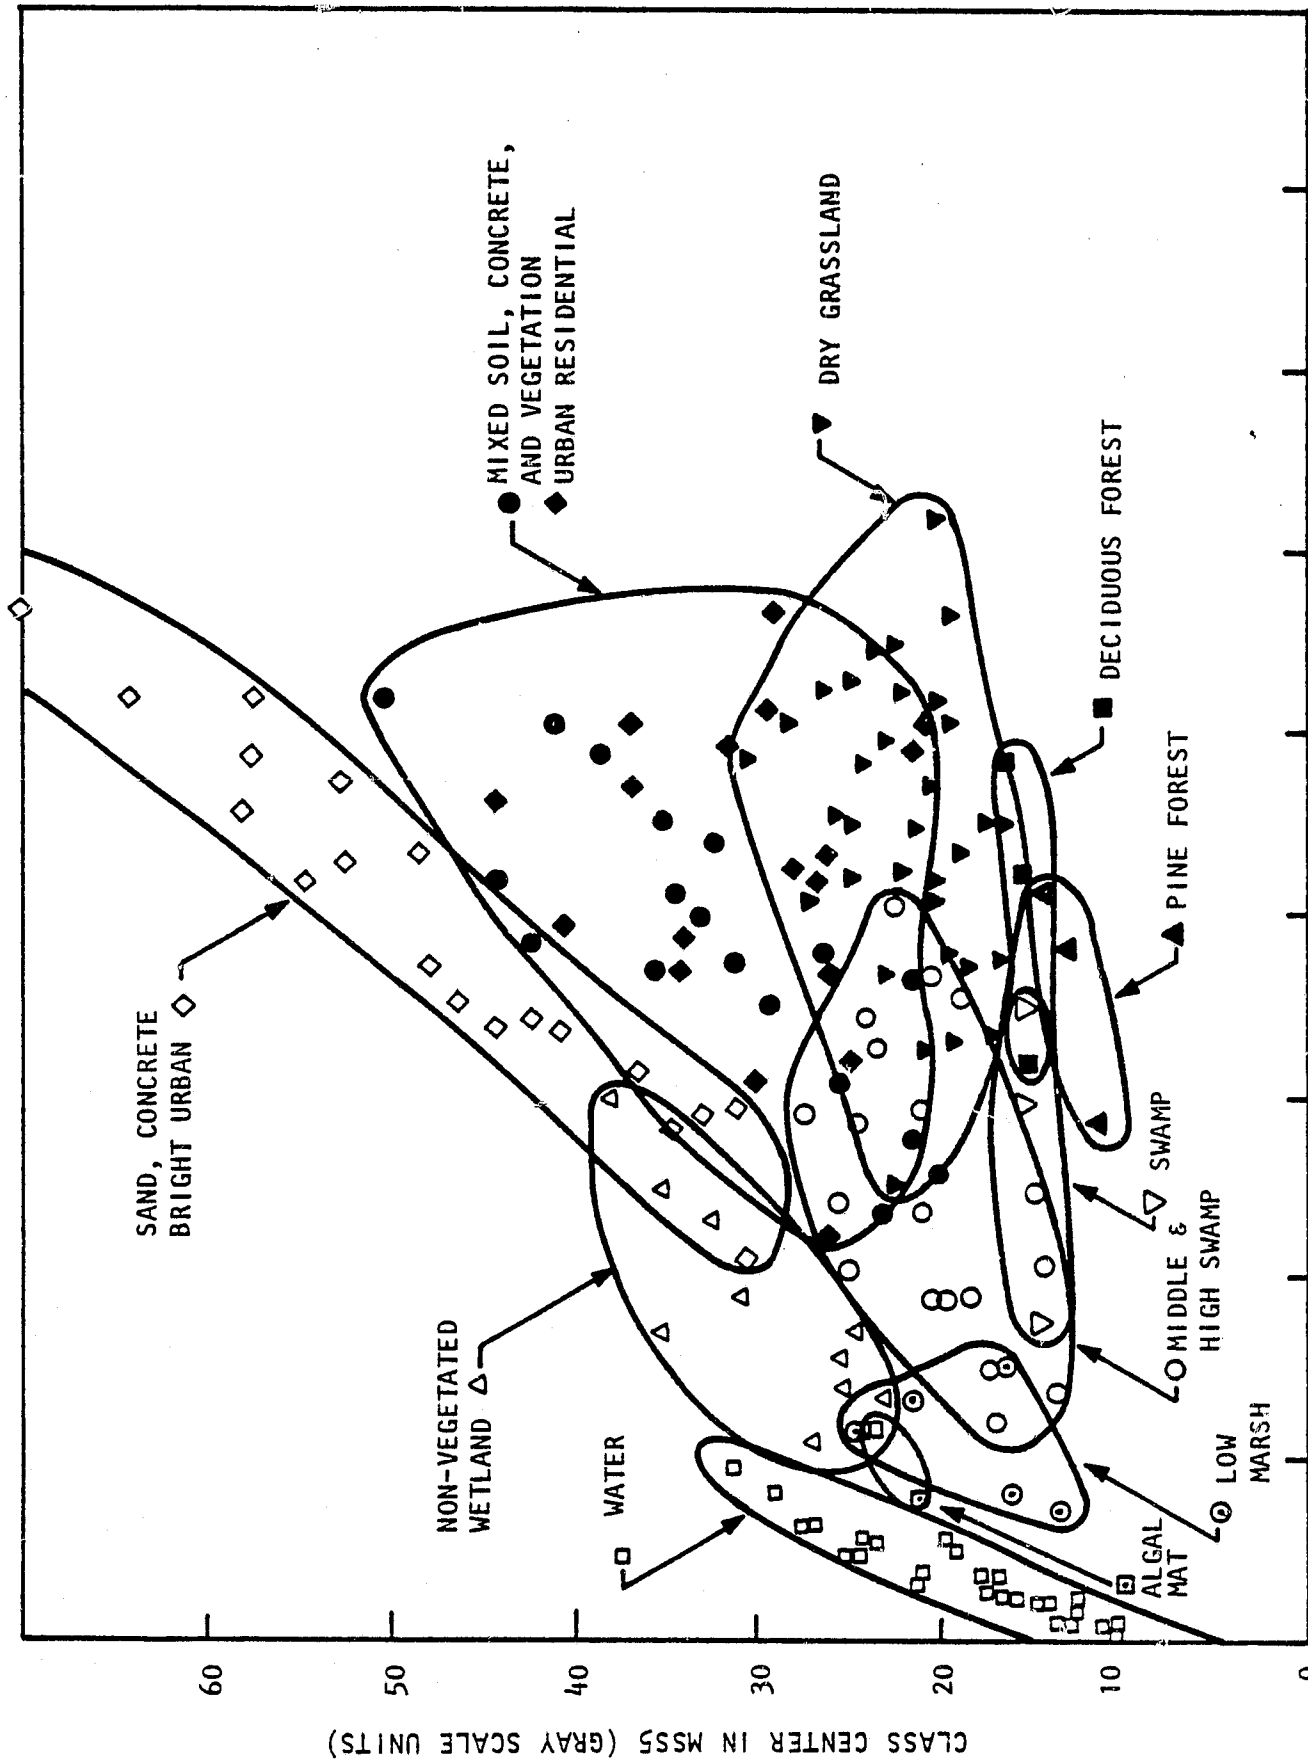 SAND, CONCRETE
BRIGHT URBAN
MIXED SOIL, CONCRETE,
AND VEGETATION
URBAN RESIDENTIAL
NON-VEGETATED
WETLAND
WATER
DRY GRASSLAND
DECIDUOUS FOREST
PINE FOREST
SWAMP
MIDDLE &
HIGH SWAMP
LOW
MARSH
ALGAL
MAT
60
50
40
30
20
10
0
CLASS CENTER IN MSS5 (GRAY SCALE UNITS)